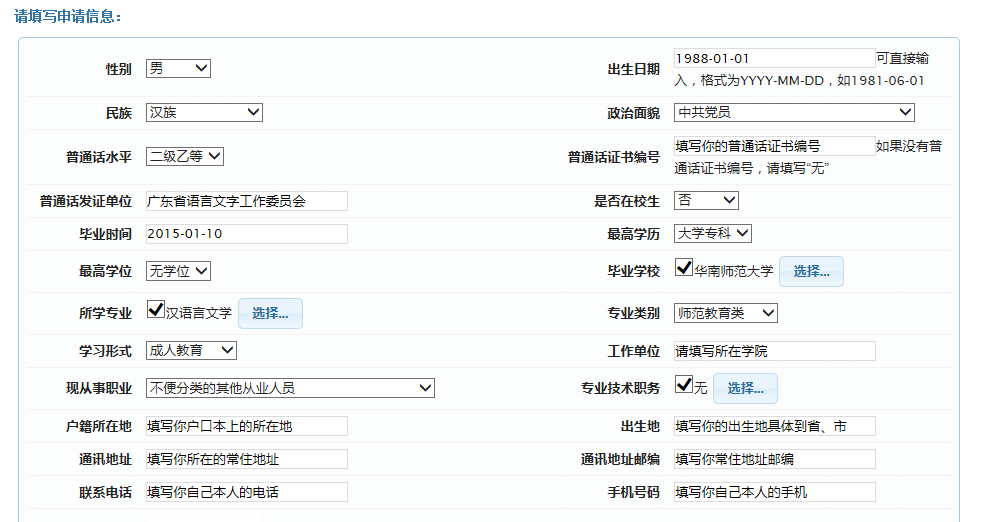 请填写申请信息：
性别 男 出生日期 1988-01-01 可直接输
入，格式为YYYY-MM-DD，如1981-06-01
民族 汉族 政治面貌 中共党员
普通话水平 二级乙等 普通话证书编号 填写你的普通话证书编号 如果没有普
通话证书编号，请填写“无”
普通话发证单位 广东省语言文字工作委员会 是否在校生 否
毕业时间 2015-01-10 最高学历 大学专科
最高学位 无学位 毕业学校 华南师范大学 选择...
所学专业 汉语言文学 选择... 专业类别 师范教育类
学习形式 成人教育 工作单位 请填写所在学院
现从事职业 不便分类的其他从业人员 专业技术职务 无 选择...
户籍所在地 填写你户口本上的所在地 出生地 填写你的出生地具体到省、市
通讯地址 填写你所在的常住地址 通讯地址邮编 填写你常住地址邮编
联系电话 填写你自己本人的电话 手机号码 填写你自己本人的手机